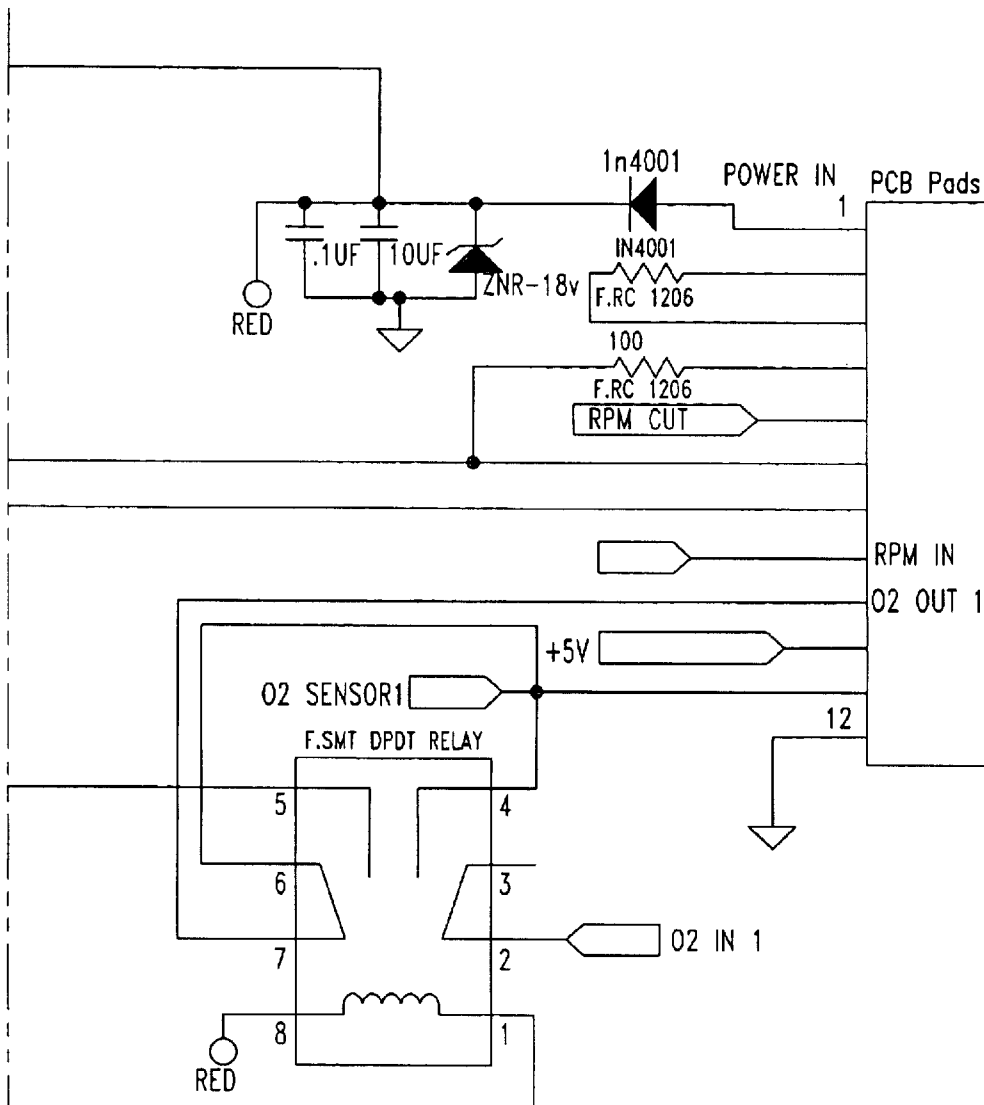 1n4001
POWER IN
1
PCB Pads
.1UF
10UF
ZNR-18v
IN4001
F.RC 1206
RED
100
F.RC 1206
RPM CUT
RPM IN
O2 OUT 1
+5V
O2 SENSOR1
12
F.SMT DPDT RELAY
5
4
6
3
7
2
O2 IN 1
8
1
RED